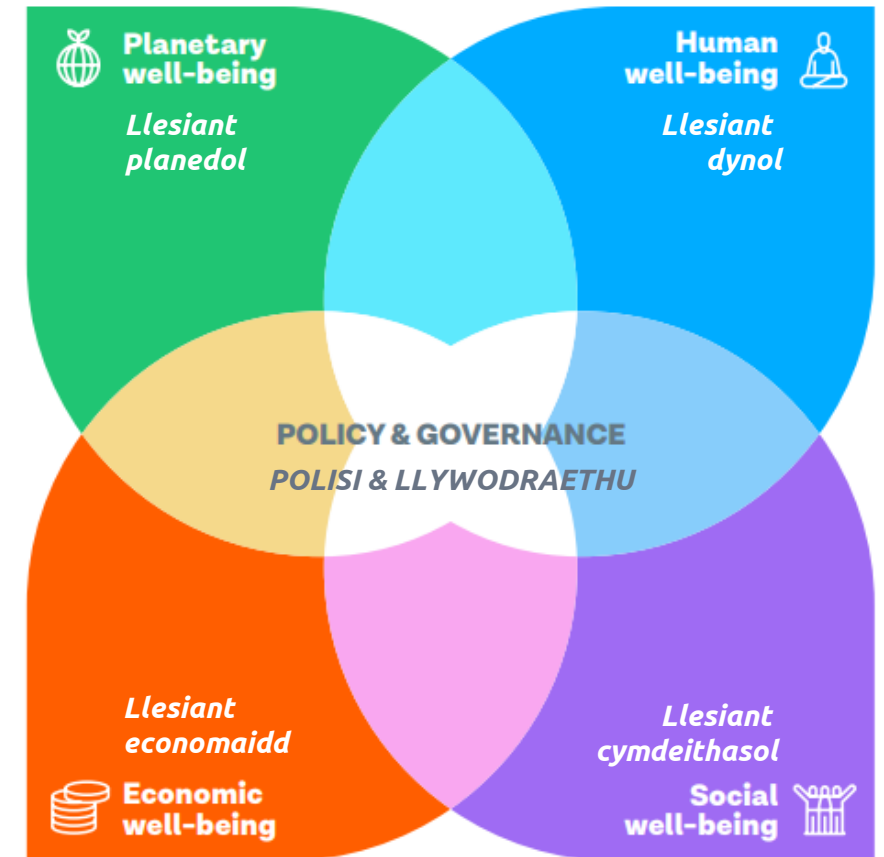 Planetary
well-being
Llesiant
planedol
Human
well-being
Llesiant
dynol
POLICY & GOVERNANCE
POLISI & LLYWODRAETHU
Llesiant
economaidd
Economic
well-being
Llesiant
cymdeithasol
Social
well-being